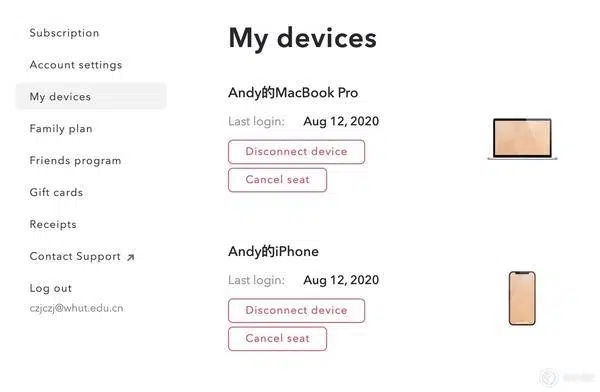 Subscription
Account settings
My devices
Family plan
Friends program
Gift cards
Receipts
Contact Support ↗
Log out
czjczj@whut.edu.cn
My devices
Andy的MacBook Pro
Last login: Aug 12, 2020
Disconnect device
Cancel seat
Andy的iPhone
Last login: Aug 12, 2020
Disconnect device
Cancel seat